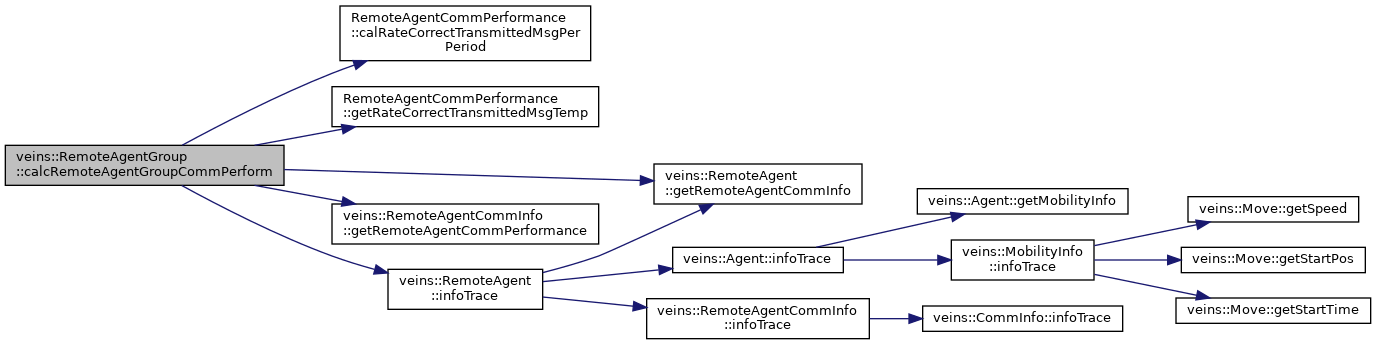 RemoteAgentCommPerformance
::calRateCorrectTransmittedMsgPer
Period
RemoteAgentCommPerformance
::getRateCorrectTransmittedMsgTemp
veins::RemoteAgentGroup
::calcRemoteAgentGroupCommPerform
veins::RemoteAgent
::getRemoteAgentCommInfo
veins::RemoteAgentCommInfo
::getRemoteAgentCommPerformance
veins::RemoteAgent
::infoTrace
veins::Agent::infoTrace
veins::RemoteAgentCommInfo
::infoTrace
veins::Agent::getMobilityInfo
veins::MobilityInfo
::infoTrace
veins::CommInfo::infoTrace
veins::Move::getSpeed
veins::Move::getStartPos
veins::Move::getStartTime